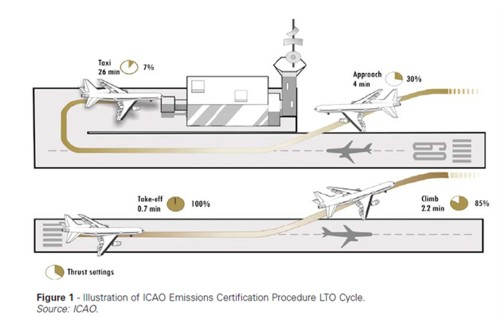 Taxi
26 min
7%
Approach
4 min
30%
09
Take-off
0.7 min
100%
Climb
2.2 min
85%
Thrust settings
Figure 1 - Illustration of ICAO Emissions Certification Procedure LTO Cycle.
Source: ICAO.